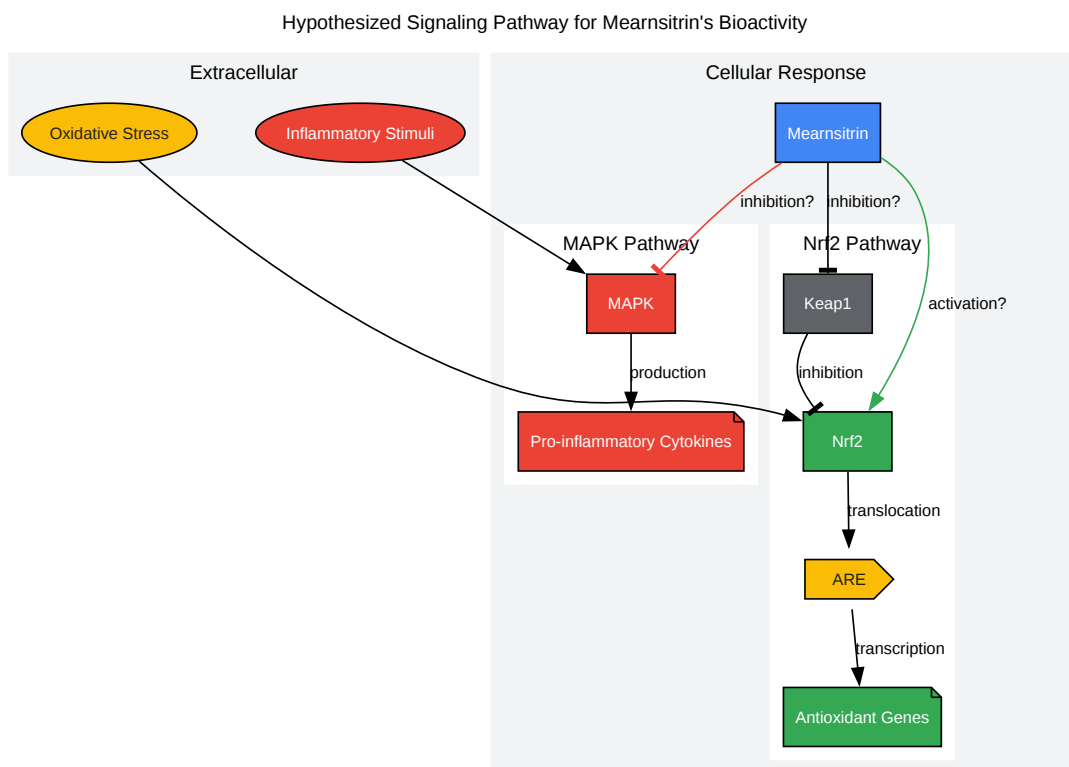 Hypothesized Signaling Pathway for Mearnsitrin's Bioactivity
Extracellular
Cellular Response
Oxidative Stress
Inflammatory Stimuli
Mearnsitrin
inhibition?
inhibition?
MAPK Pathway
Nrf2 Pathway
MAPK
Keap1
activation?
production
inhibition
Pro-inflammatory Cytokines
Nrf2
translocation
ARE
transcription
Antioxidant Genes